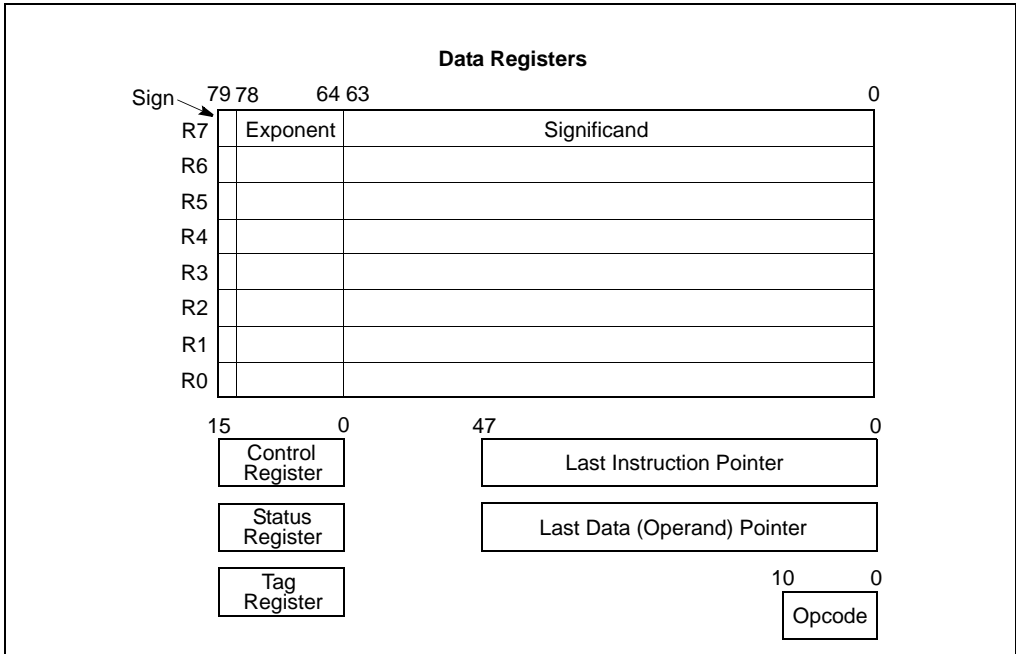 Data Registers
Sign 79 78 64 63 0
R7 Exponent Significand
R6
R5
R4
R3
R2
R1
R0
15 0 47 0
Control
Register
Last Instruction Pointer
Status
Register
Last Data (Operand) Pointer
Tag
Register
10 0
Opcode